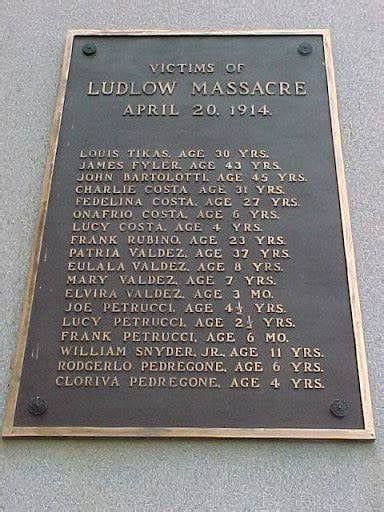 VICTIMS OF
LUDLOW MASSACRE
APRIL 20, 1914.
LOUIS TIKAS, AGE 30 YRS.
JAMES FYLER, AGE 43 YRS.
JOHN BARTOLOTTI, AGE 45 YRS.
CHARLIE COSTA, AGE 31 YRS.
FEDELINA COSTA, AGE 27 YRS.
ONAFRIO COSTA, AGE 6 YRS.
LUCY COSTA, AGE 4 YRS.
FRANK RUBINO, AGE 23 YRS.
PATRIA VALDEZ, AGE 37 YRS.
EULALA VALDEZ, AGE 8 YRS.
MARY VALDEZ, AGE 7 YRS.
ELVIRA VALDEZ, AGE 3 MO.
JOE PETRUCCI, AGE 4½ YRS.
LUCY PETRUCCI, AGE 2½ YRS.
FRANK PETRUCCI, AGE 6 MO.
WILLIAM SNYDER, JR. AGE 11 YRS.
RODGERLO PEDREGONE, AGE 6 YRS.
CLORIVA PEDREGONE, AGE 4 YRS.